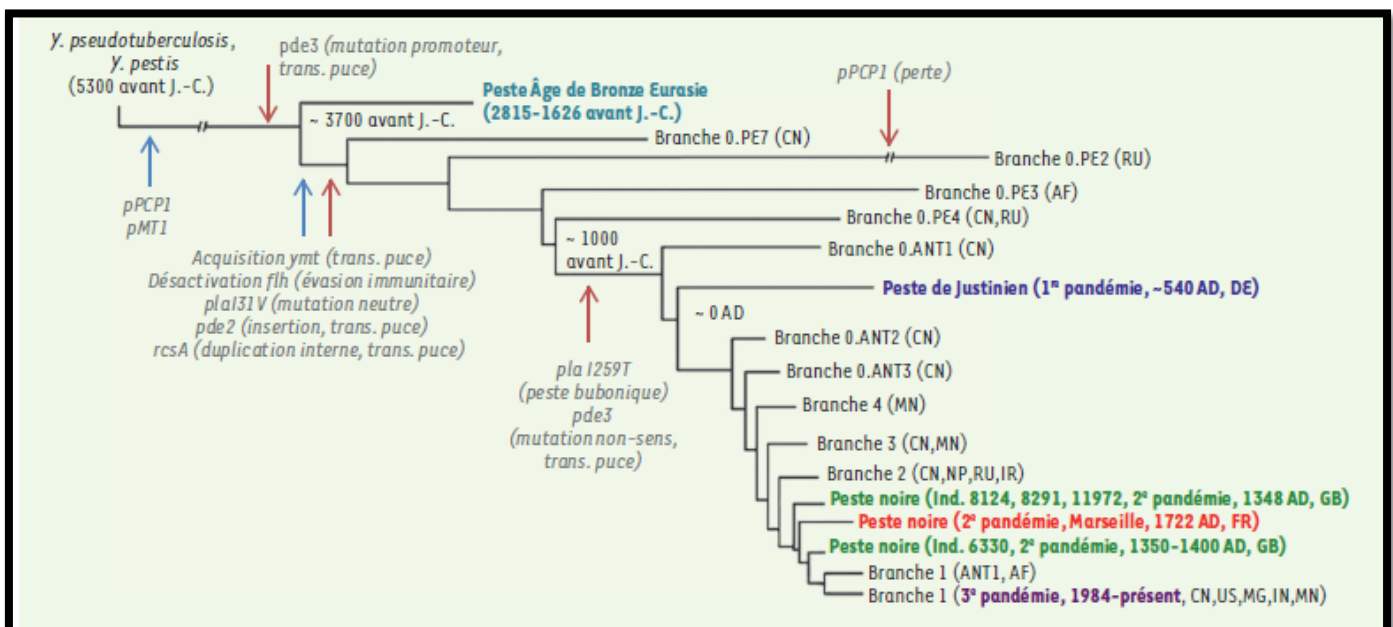 Y. pseudotuberculosis,
Y. pestis
(5300 avant J.-C.)
pde3 (mutation promoteur,
trans. puce)
pPCP1 (perte)
Peste Âge de Bronze Eurasie
(2815-1626 avant J.-C.)
~ 3700 avant J.-C.
Branche 0.PE7 (CN)
Branche 0.PE2 (RU)
Branche 0.PE3 (AF)
pPCP1
pMT1
Branche 0.PE4 (CN,RU)
~ 1000
avant J.-C.
Branche 0.ANT1 (CN)
Acquisition ymt (trans. puce)
Désactivation flh (évasion immunitaire)
plaI31V (mutation neutre)
pde2 (insertion, trans. puce)
rcsA (duplication interne, trans. puce)
Peste de Justinien (1re pandémie, ~540 AD, DE)
~ 0 AD
Branche 0.ANT2 (CN)
pla I259T
(peste bubonique)
pde3
(mutation non-sens,
trans. puce)
Branche 0.ANT3 (CN)
Branche 4 (MN)
Branche 3 (CN,MN)
Branche 2 (CN,NP,RU,IR)
Peste noire (Ind. 8124, 8291, 11972, 2e pandémie, 1348 AD, GB)
Peste noire (2e pandémie, Marseille, 1722 AD, FR)
Peste noire (Ind. 6330, 2e pandémie, 1350-1400 AD, GB)
Branche 1 (ANT1, AF)
Branche 1 (3e pandémie, 1984-présent, CN,US,MG,IN,MN)